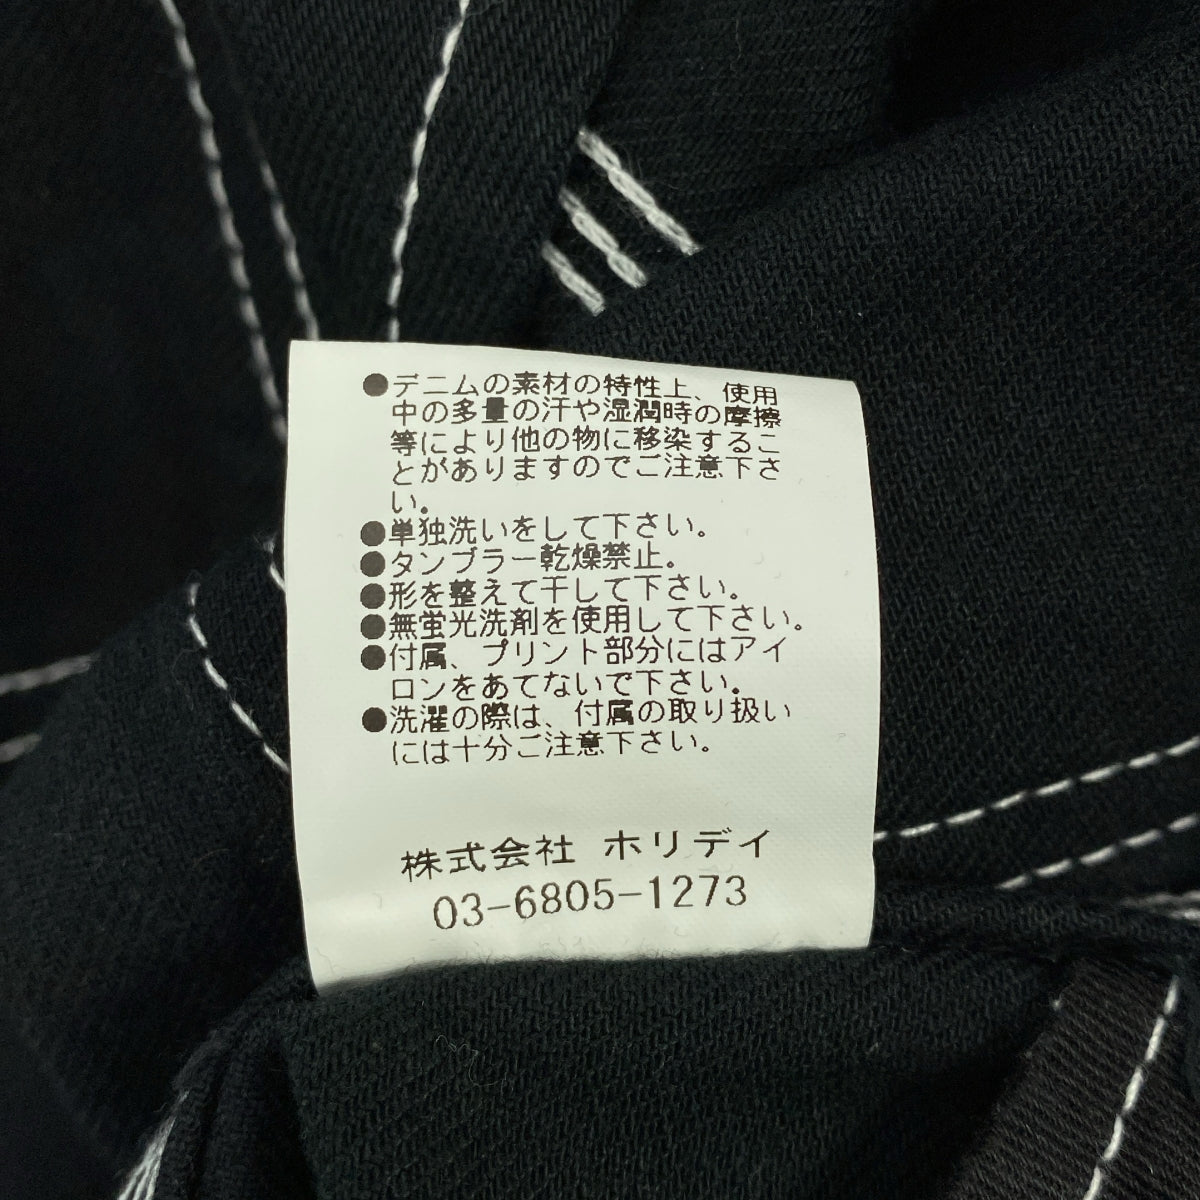 ●デニムの素材の特性上、使用
中の多量の汗や湿潤時の摩擦
等により他の物に移染するこ
とがありますのでご注意下さ
い。
●単独洗いをして下さい。
●タンブラー乾燥禁止。
●形を整えて干して下さい。
●無蛍光洗剤を使用して下さい。
●付属、プリント部分にはアイ
ロンをあてないで下さい。
●洗濯の際は、付属の取り扱い
には十分ご注意下さい。
株式会社 ホリデイ
03-6805-1273